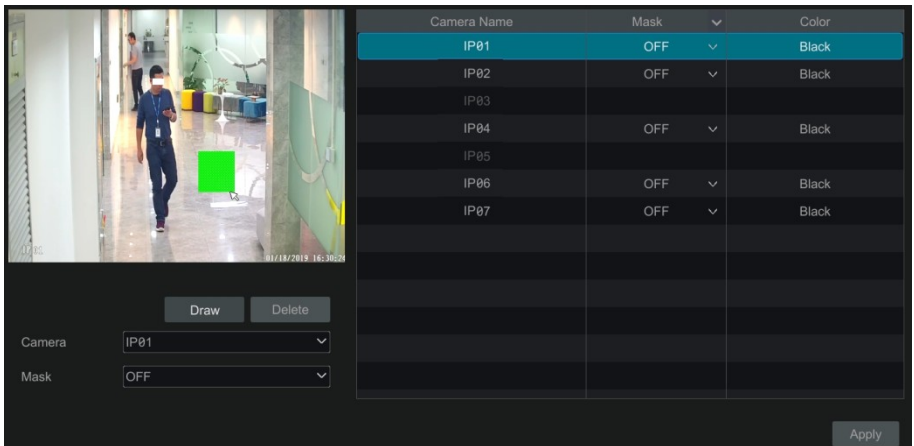 Camera Name Mask Color
IP01 OFF Black
IP02 OFF Black
IP03
IP04 OFF Black
IP05
IP06 OFF Black
IP07 OFF Black
01/18/2019 16:30:24
Draw Delete
Camera IP01
Mask OFF
Apply